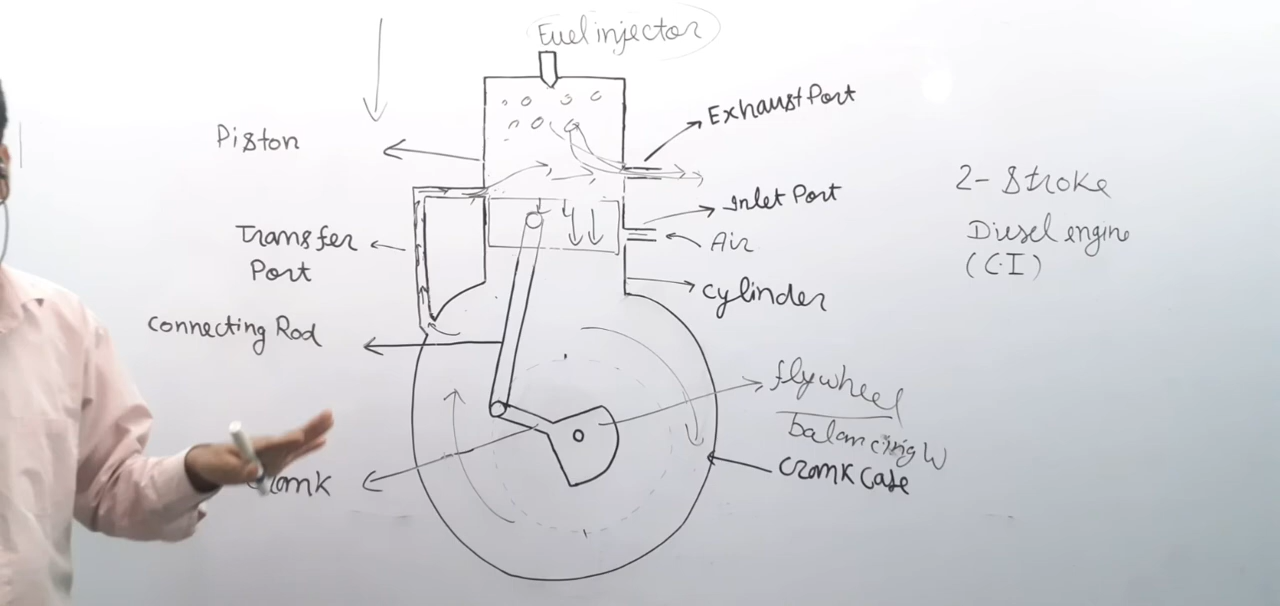 Fuel injector
Exhaust Port
Piston
Inlet Port
Air
2- Stroke
Diesel engine
(C.I)
Transfer
Port
Cylinder
Connecting Rod
flywheel
balancing W
Crank Case